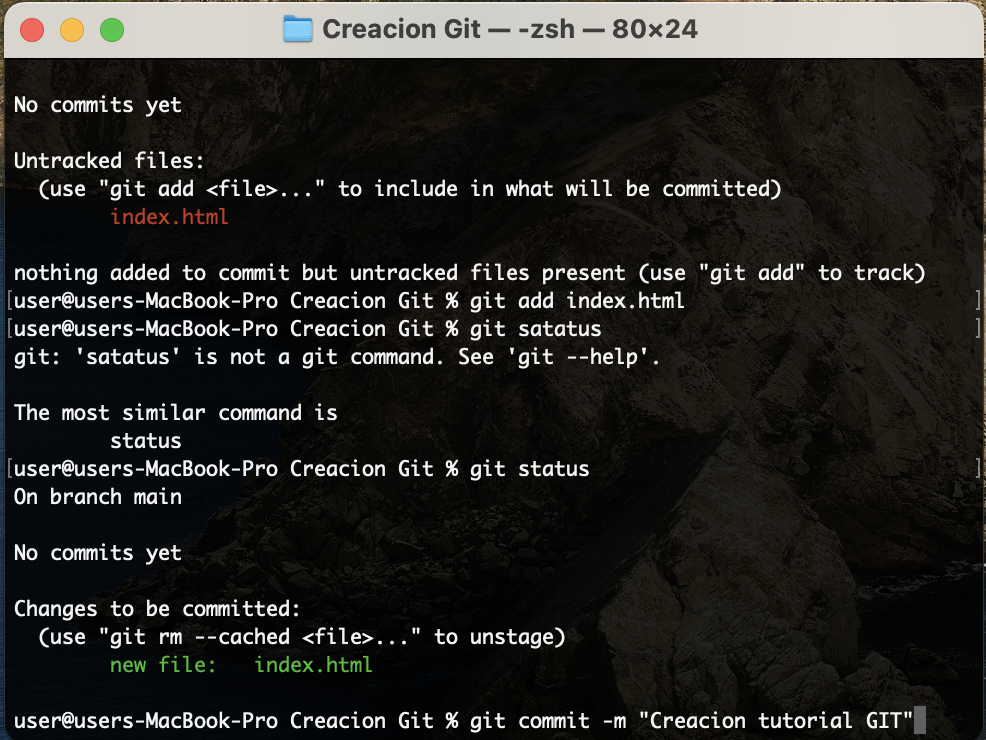 Creacion Git — -zsh — 80×24
No commits yet
Untracked files:
  (use "git add <file>..." to include in what will be committed)
        index.html
nothing added to commit but untracked files present (use "git add" to track)
[user@users-MacBook-Pro Creacion Git % git add index.html                        ]
[user@users-MacBook-Pro Creacion Git % git satatus                               ]
git: 'satatus' is not a git command. See 'git --help'.
The most similar command is
        status
[user@users-MacBook-Pro Creacion Git % git status                                ]
On branch main
No commits yet
Changes to be committed:
  (use "git rm --cached <file>..." to unstage)
        new file:   index.html
user@users-MacBook-Pro Creacion Git % git commit -m "Creacion tutorial GIT"